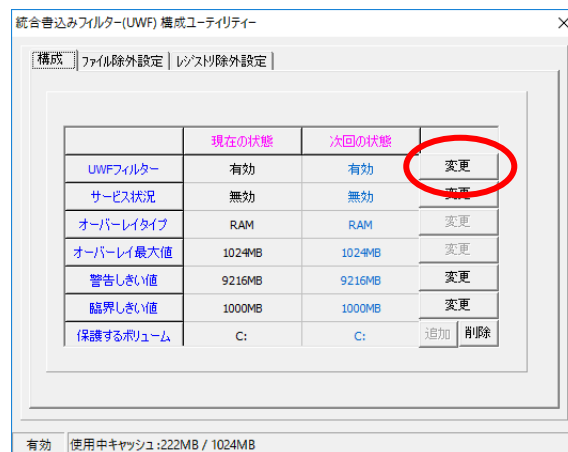 統合書込みフィルター(UWF) 構成ユーティリティー
構成 ファイル除外設定 レジストリ除外設定
現在の状態 次回の状態
UWFフィルター 有効 有効 変更
サービス状況 無効 無効 変更
オーバーレイタイプ RAM RAM 変更
オーバーレイ最大値 1024MB 1024MB 変更
警告しきい値 9216MB 9216MB 変更
臨界しきい値 1000MB 1000MB 変更
保護するボリューム C: C: 追加 削除
有効 使用中キャッシュ:222MB / 1024MB